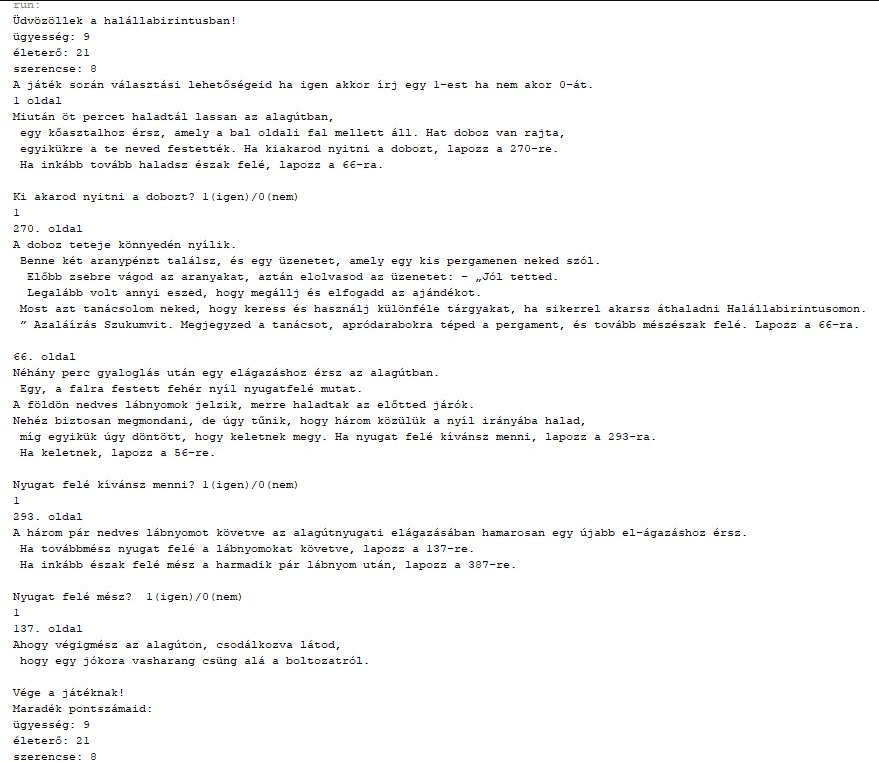 run:
Üdvözöllek a halállabirintusban!
ügyesség: 9
életerő: 21
szerencse: 8
A játék során választási lehetőségeid ha igen akkor írj egy 1-est ha nem akor 0-át.
1 oldal
Miután öt percet haladtál lassan az alagútban,
egy kőasztalhoz érsz, amely a bal oldali fal mellett áll. Hat doboz van rajta,
egyikükre a te neved festették. Ha kiakarod nyitni a dobozt, lapozz a 270-re.
Ha inkább tovább haladsz észak felé, lapozz a 66-ra.
Ki akarod nyitni a dobozt? 1(igen)/0(nem)
1
270. oldal
A doboz teteje könnyedén nyílik.
Benne két aranypénzt találsz, és egy üzenetet, amely egy kis pergamenen neked szól.
Előbb zsebre vágod az aranyakat, aztán elolvasod az üzenetet: – „Jól tetted.
Legalább volt annyi eszed, hogy megállj és elfogadd az ajándékot.
Most azt tanácsolom neked, hogy keress és használj különféle tárgyakat, ha sikerrel akarsz áthaladni Halállabirintusomon.
” Azaláírás Szukumvit. Megjegyzed a tanácsot, apródarabokra téped a pergament, és tovább mészészak felé. Lapozz a 66-ra.
66. oldal
Néhány perc gyaloglás után egy elágazáshoz érsz az alagútban.
Egy, a falra festett fehér nyíl nyugatfelé mutat.
A földön nedves lábnyomok jelzik, merre haladtak az előtted járók.
Nehéz biztosan megmondani, de úgy tűnik, hogy három közülük a nyíl irányába halad,
míg egyikük úgy döntött, hogy keletnek megy. Ha nyugat felé kívánsz menni, lapozz a 293-ra.
Ha keletnek, lapozz a 56-re.
Nyugat felé kívánsz menni? 1(igen)/0(nem)
1
293. oldal
A három pár nedves lábnyomot követve az alagútnyugati elágazásában hamarosan egy újabb el-ágazáshoz érsz.
Ha továbbmész nyugat felé a lábnyomokat követve, lapozz a 137-re.
Ha inkább észak felé mész a harmadik pár lábnyom után, lapozz a 387-re.
Nyugat felé mész?  1(igen)/0(nem)
1
137. oldal
Ahogy végigmész az alagúton, csodálkozva látod,
hogy egy jókora vasharang csüng alá a boltozatról.
Vége a játéknak!
Maradék pontszámaid:
ügyesség: 9
életerő: 21
szerencse: 8